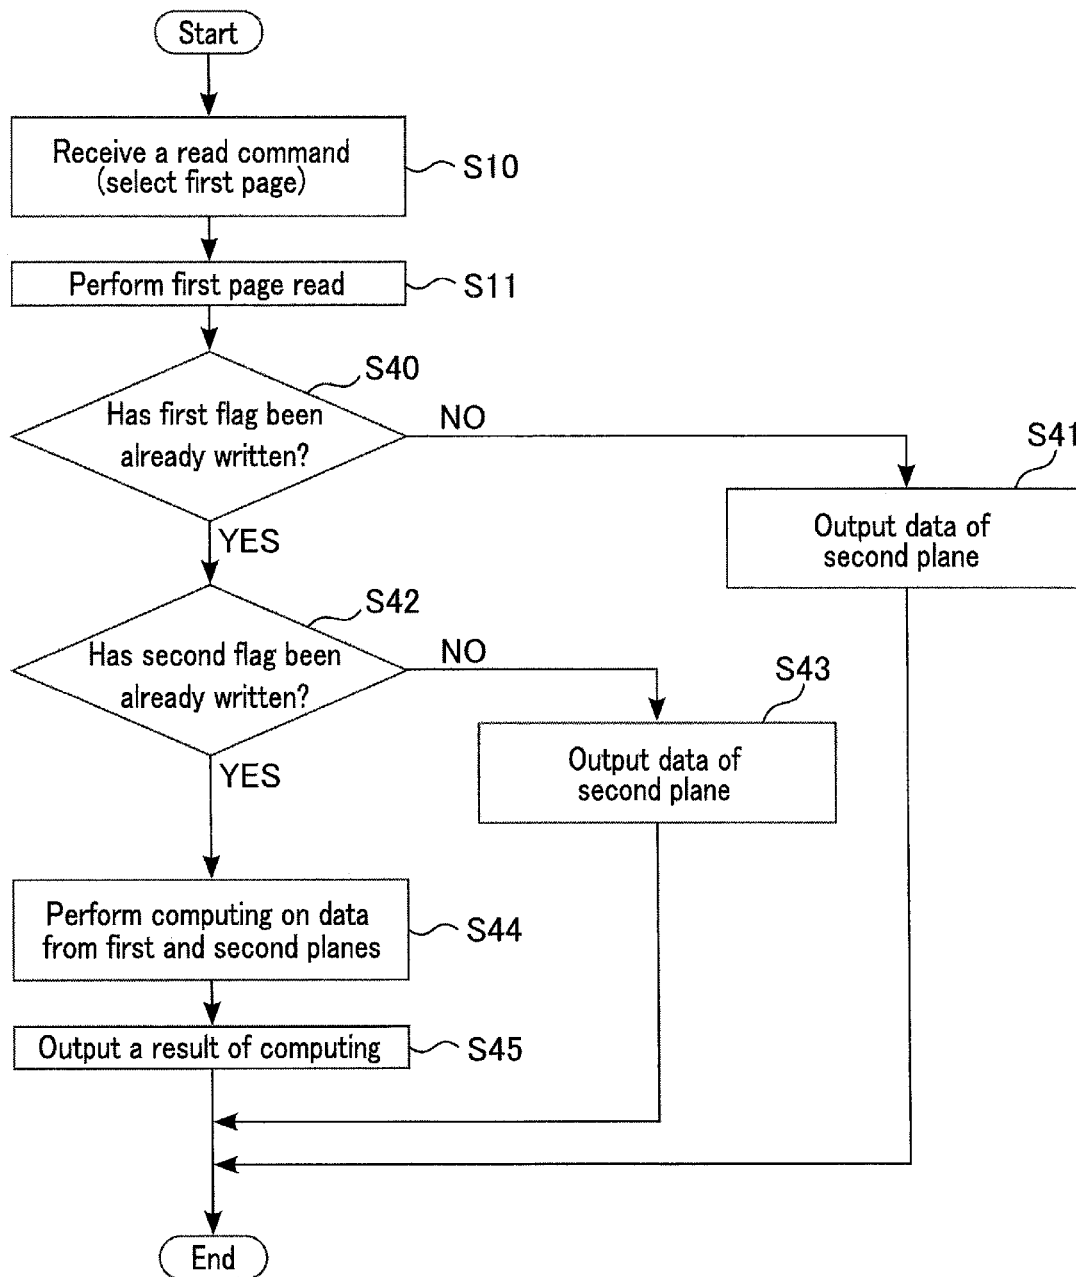 Start
Receive a read command
(select first page)
S10
Perform first page read
S11
S40
Has first flag been
already written?
NO
S41
Output data of
second plane
YES
S42
Has second flag been
already written?
NO
S43
Output data of
second plane
YES
Perform computing on data
from first and second planes
S44
Output a result of computing
S45
End